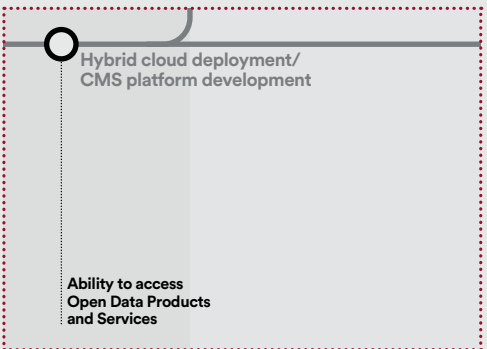 Hybrid cloud deployment/
CMS platform development
Ability to access
Open Data Products
and Services